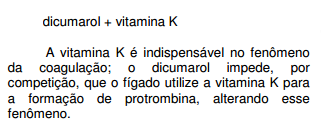 dicumarol + vitamina K
A vitamina K é indispensável no fenômeno
da coagulação; o dicumarol impede, por
competição, que o fígado utilize a vitamina K para
a formação de protrombina, alterando esse
fenômeno.